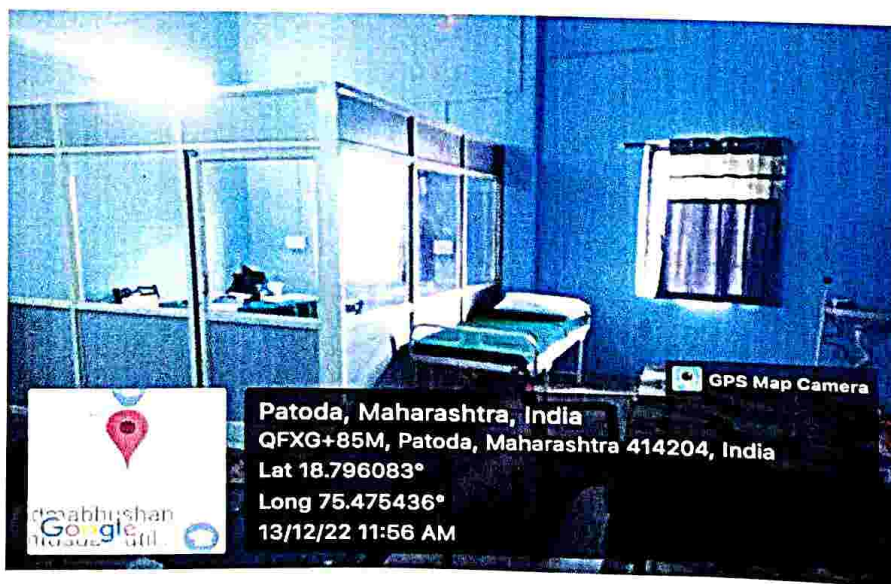 GPS Map Camera
Patoda, Maharashtra, India
QFXG+85M, Patoda, Maharashtra 414204, India
Lat 18.796083°
Long 75.475436°
13/12/22 11:56 AM
Google